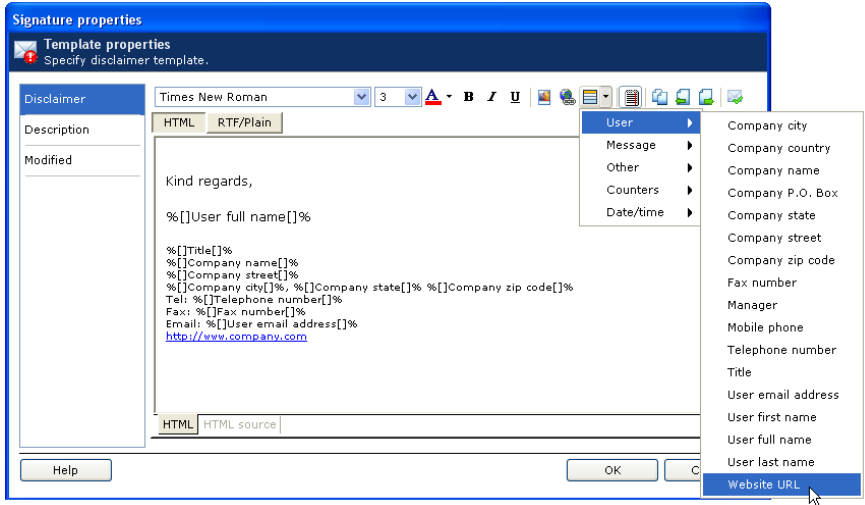 Signature properties
Template properties
Specify disclaimer template.
Disclaimer
Description
Modified
Times New Roman
3
A B I U
HTML RTF/Plain
Kind regards,
%[]User full name[]%
%[]Title[]%
%[]Company name[]%
%[]Company street[]%
%[]Company city[]%, %[]Company state[]% %[]Company zip code[]%
Tel: %[]Telephone number[]%
Fax: %[]Fax number[]%
Email: %[]User email address[]%
http://www.company.com
HTML HTML source
User
Message
Other
Counters
Date/time
Company city
Company country
Company name
Company P.O. Box
Company state
Company street
Company zip code
Fax number
Manager
Mobile phone
Telephone number
Title
User email address
User first name
User full name
User last name
Website URL
Help
OK
C